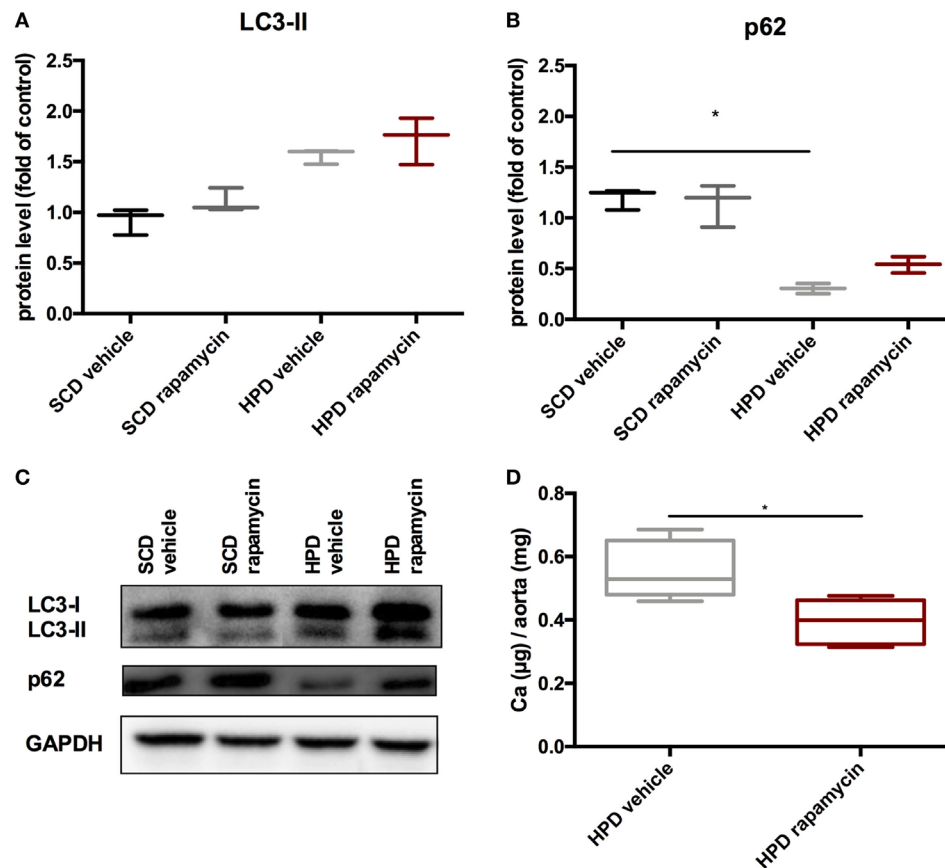 A
LC3-II
protein level (fold of control)
2.5
2.0
1.5
1.0
0.5
0.0
SCD vehicle
SCD rapamycin
HPD vehicle
HPD rapamycin
B
p62
protein level (fold of control)
2.5
2.0
1.5
1.0
0.5
0.0
*
SCD vehicle
SCD rapamycin
HPD vehicle
HPD rapamycin
C
SCD
vehicle
SCD
rapamycin
HPD
vehicle
HPD
rapamycin
LC3-I
LC3-II
p62
GAPDH
D
Ca (µg) / aorta (mg)
0.8
0.6
0.4
0.2
0.0
*
HPD vehicle
HPD rapamycin